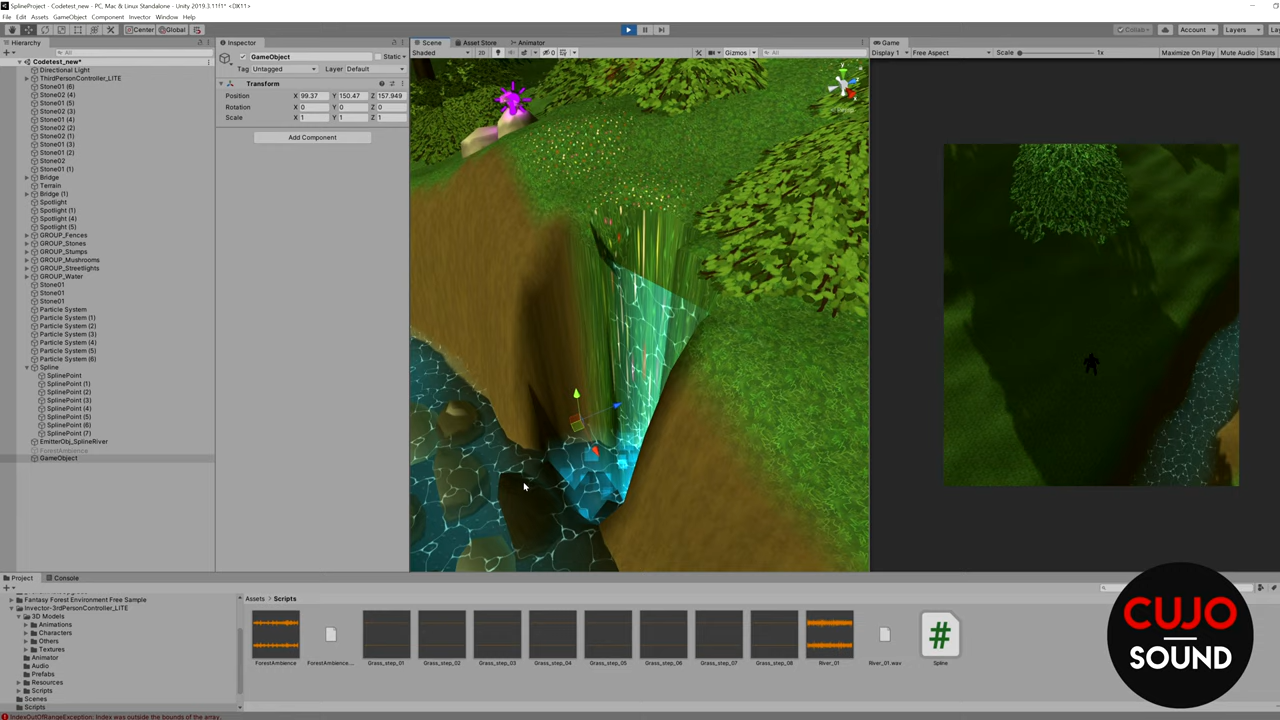 SplineProject - Codetest_new - PC, Mac & Linux Standalone - Unity 2019.3.11f1* <DX11>
File Edit Assets GameObject Component Invector Window Help
Center Global Collab Account Layers
Hierarchy
All
Codetest_new*
Directional Light
ThirdPersonController_LITE
Stone01 (6)
Stone02 (4)
Stone01 (5)
Stone02 (3)
Stone01 (4)
Stone02 (2)
Stone02 (1)
Stone01 (3)
Stone01 (2)
Stone02
Stone01 (1)
Bridge
Terrain
Bridge (1)
Spotlight
Spotlight (1)
Spotlight (4)
Spotlight (5)
GROUP_Fences
GROUP_Stones
GROUP_Stumps
GROUP_Mushrooms
GROUP_Streetlights
GROUP_Water
Stone01
Stone01
Stone01
Particle System
Particle System (1)
Particle System (2)
Particle System (3)
Particle System (4)
Particle System (5)
Particle System (6)
Spline
SplinePoint
SplinePoint (1)
SplinePoint (2)
SplinePoint (3)
SplinePoint (4)
SplinePoint (5)
SplinePoint (6)
SplinePoint (7)
EmitterObj_SplineRiver
ForestAmbience
GameObject
Inspector
GameObject Static
Tag Untagged Layer Default
Transform
Position X 99.37 Y 150.47 Z 157.949
Rotation X 0 Y 0 Z 0
Scale X 1 Y 1 Z 1
Add Component
Scene Asset Store Animator
Shaded 2D 0 Gizmos All
y
Game
Display 1 Free Aspect Scale 1x Maximize On Play Mute Audio Stats
Project Console
Fantasy Forest Environment Free Sample
Invector-3rdPersonController_LITE
3D Models
Animations
Characters
Others
Textures
Animator
Audio
Prefabs
Resources
Scripts
Scenes
Scripts
Assets > Scripts
ForestAmbience ForestAmbience... Grass_step_01 Grass_step_02 Grass_step_03 Grass_step_04 Grass_step_05 Grass_step_06 Grass_step_07 Grass_step_08 River_01 River_01.wav Spline
#
CUJO
SOUND
IndexOutOfRangeException: Index was outside the bounds of the array.